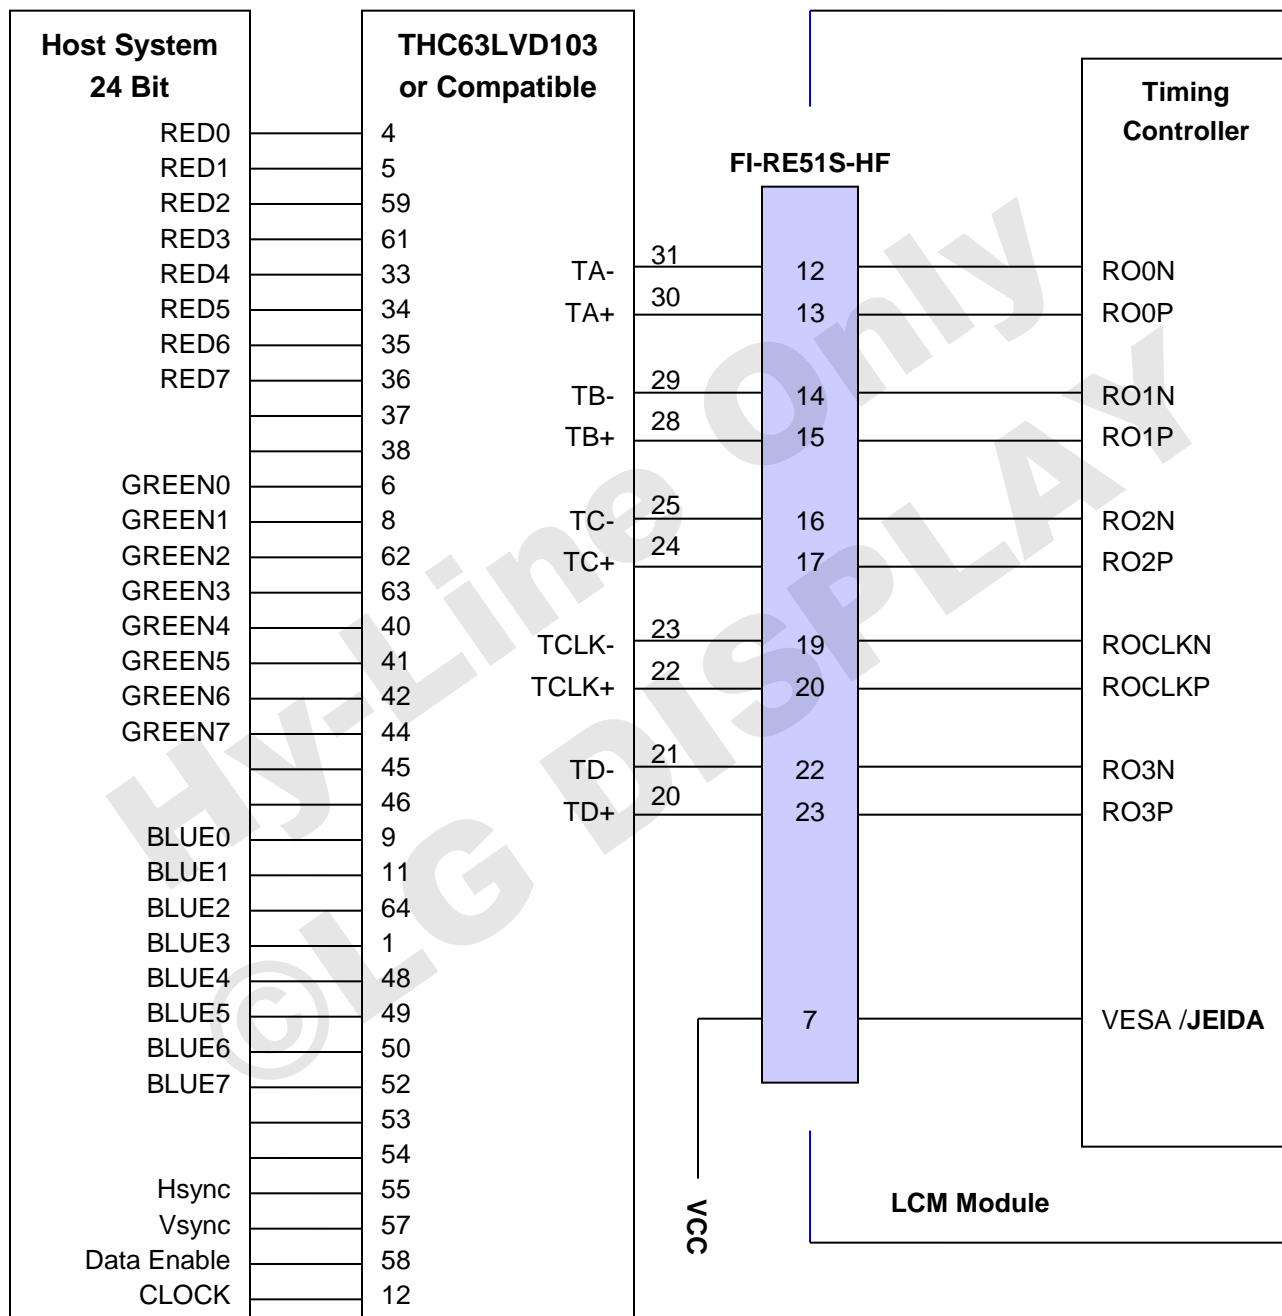 Host System
24 Bit
RED0
RED1
RED2
RED3
RED4
RED5
RED6
RED7
GREEN0
GREEN1
GREEN2
GREEN3
GREEN4
GREEN5
GREEN6
GREEN7
BLUE0
BLUE1
BLUE2
BLUE3
BLUE4
BLUE5
BLUE6
BLUE7
Hsync
Vsync
Data Enable
CLOCK
THC63LVD103
or Compatible
4
5
59
61
33
34
35
36
37
38
6
8
62
63
40
41
42
44
45
46
9
11
64
1
48
49
50
52
53
54
55
57
58
12
TA- 31
TA+ 30
TB- 29
TB+ 28
TC- 25
TC+ 24
TCLK- 23
TCLK+ 22
TD- 21
TD+ 20
FI-RE51S-HF
12
13
14
15
16
17
19
20
22
23
7
VCC
Timing
Controller
RO0N
RO0P
RO1N
RO1P
RO2N
RO2P
ROCLKN
ROCLKP
RO3N
RO3P
VESA /JEIDA
LCM Module
Hy-Line Only
©LG DISPLAY